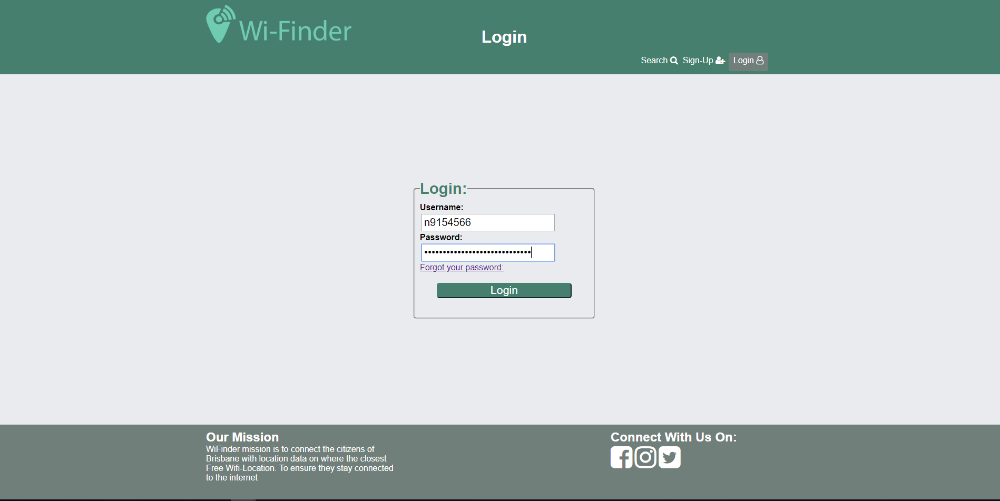 Wi-Finder
Login
Search
Sign-Up
Login
Login:
Username:
n9154566
Password:
•••••••••••••••••••••••••••••
Forgot your password:
Login
Our Mission
WiFinder mission is to connect the citizens of
Brisbane with location data on where the closest
Free Wifi-Location. To ensure they stay connected
to the internet
Connect With Us On: